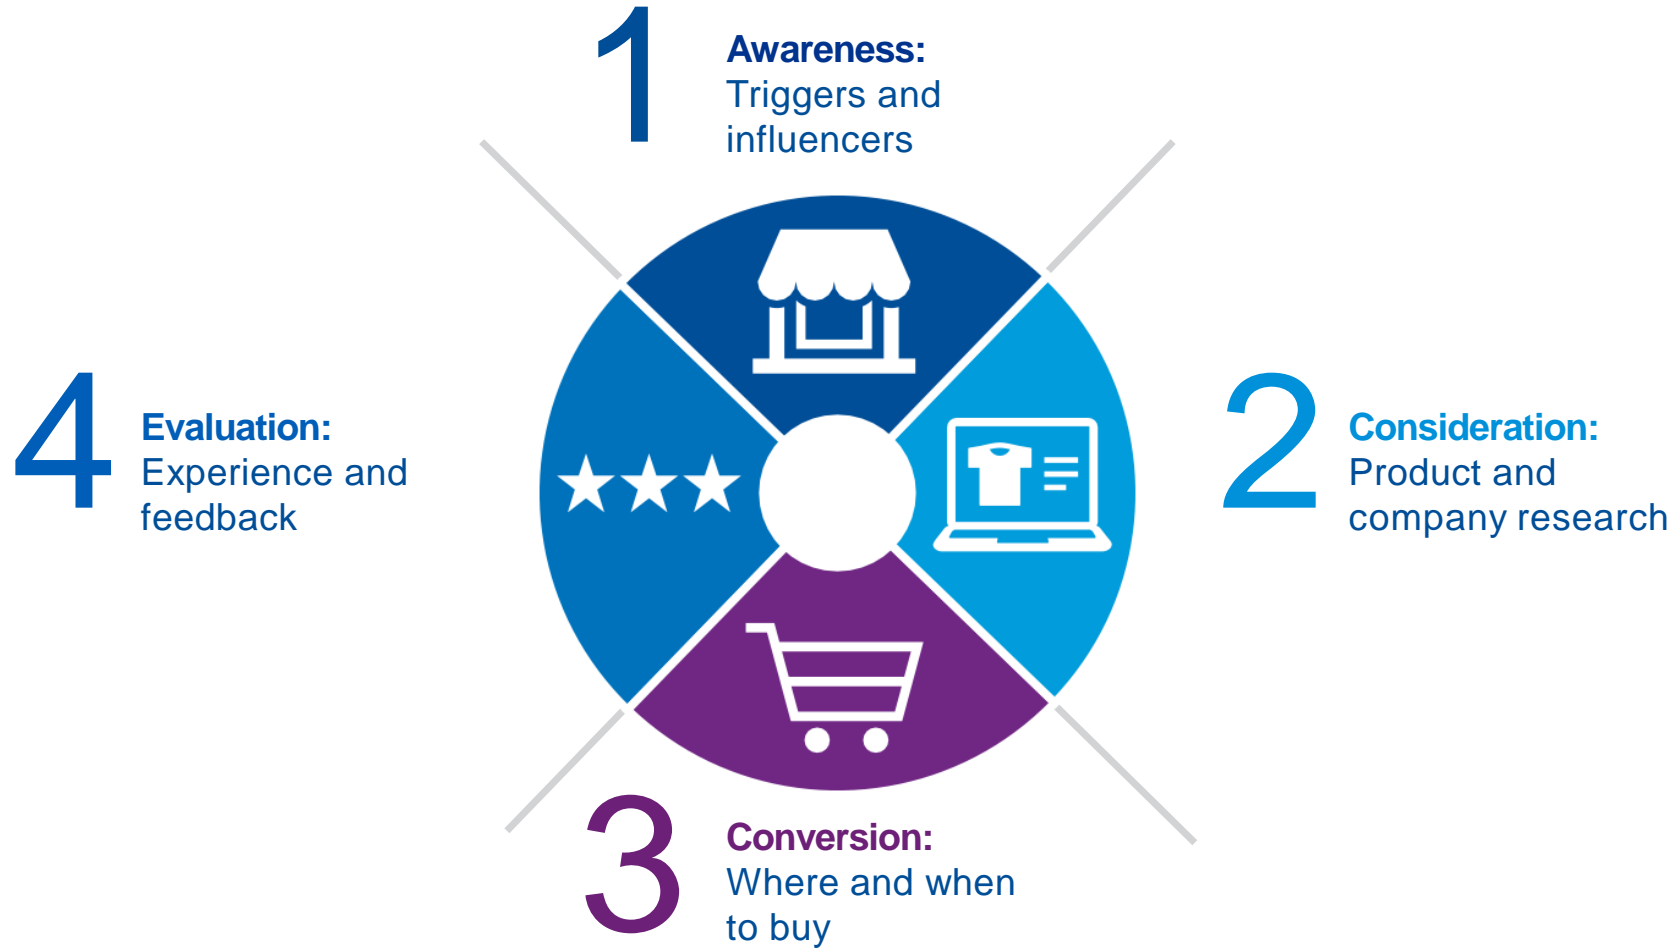 1
Awareness:
Triggers and
influencers
2
Consideration:
Product and
company research
3
Conversion:
Where and when
to buy
4
Evaluation:
Experience and
feedback